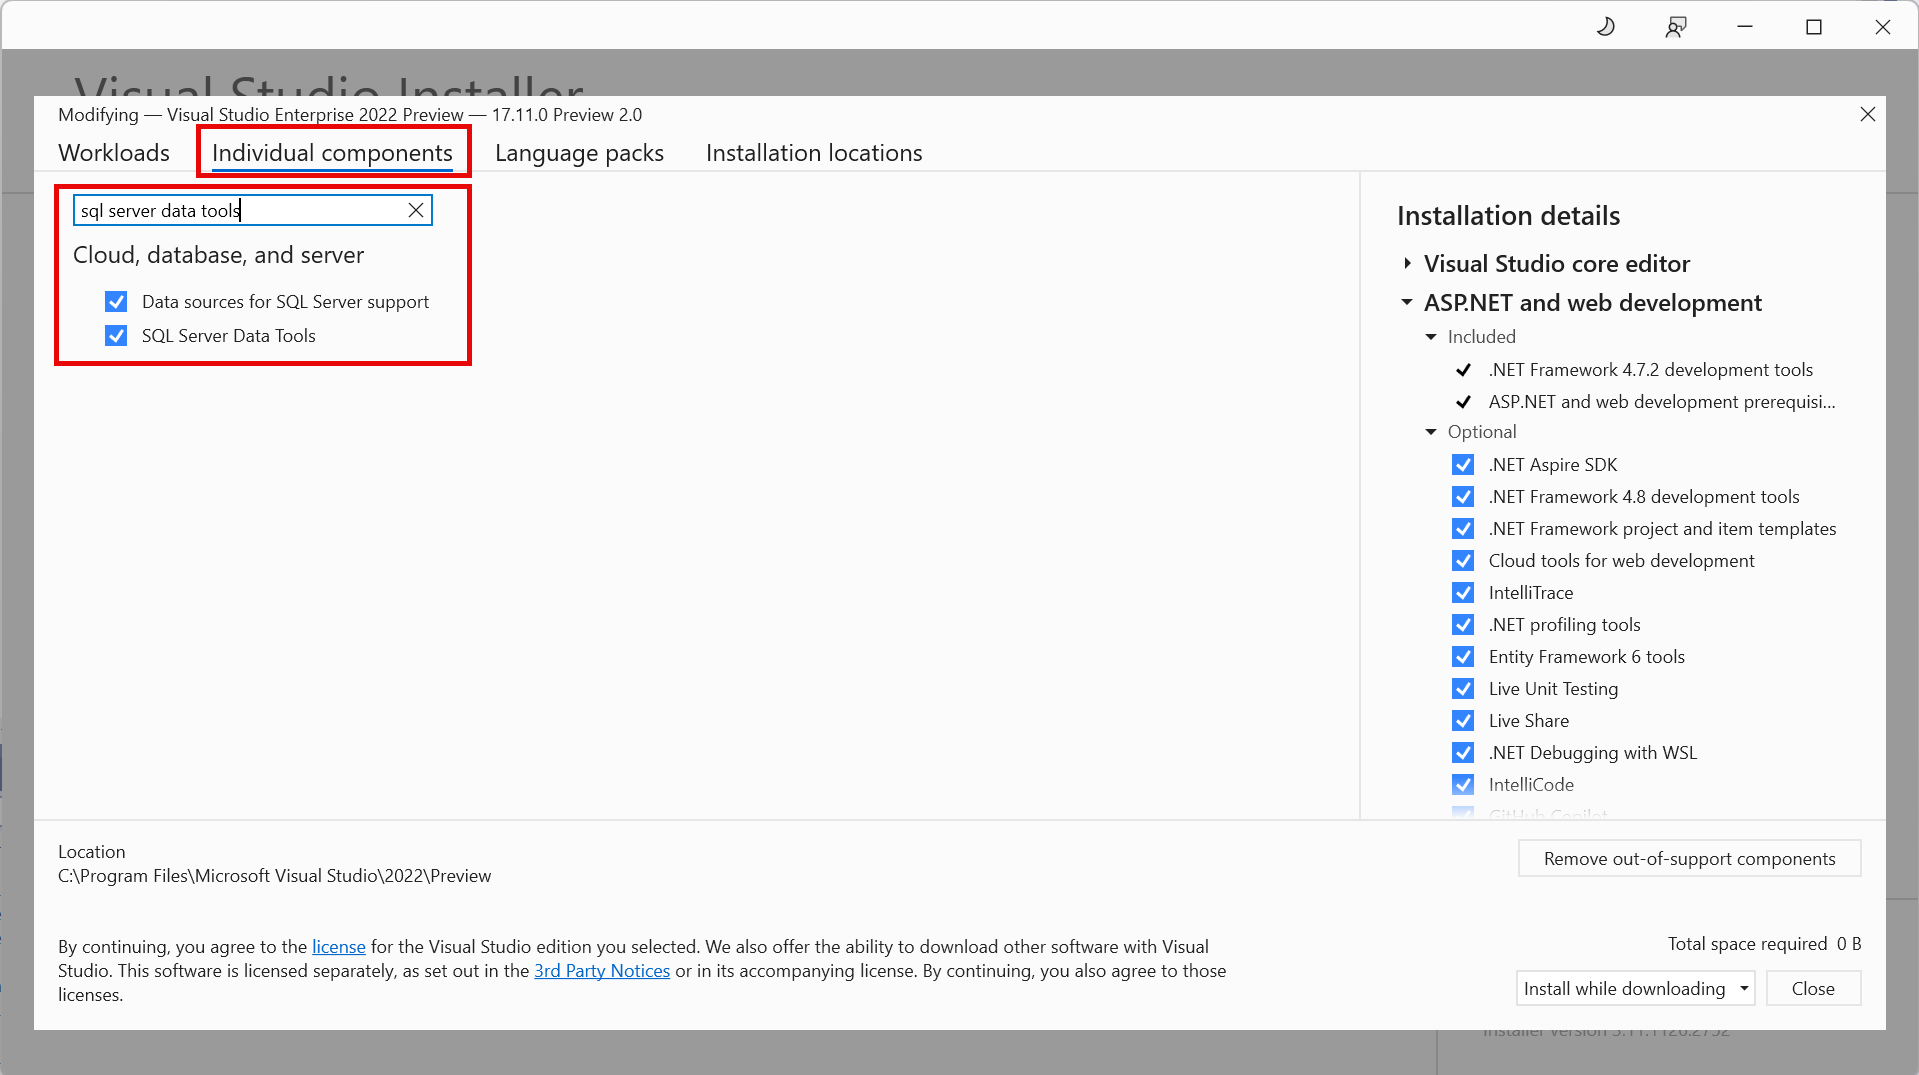 Visual Studio Installer
Modifying — Visual Studio Enterprise 2022 Preview — 17.11.0 Preview 2.0
Workloads
Individual components
Language packs
Installation locations
sql server data tools
Cloud, database, and server
Data sources for SQL Server support
SQL Server Data Tools
Installation details
Visual Studio core editor
ASP.NET and web development
Included
.NET Framework 4.7.2 development tools
ASP.NET and web development prerequisi...
Optional
.NET Aspire SDK
.NET Framework 4.8 development tools
.NET Framework project and item templates
Cloud tools for web development
IntelliTrace
.NET profiling tools
Entity Framework 6 tools
Live Unit Testing
Live Share
.NET Debugging with WSL
IntelliCode
GitHub Copilot
Location
C:\Program Files\Microsoft Visual Studio\2022\Preview
Remove out-of-support components
By continuing, you agree to the license for the Visual Studio edition you selected. We also offer the ability to download other software with Visual
Studio. This software is licensed separately, as set out in the 3rd Party Notices or in its accompanying license. By continuing, you also agree to those
licenses.
Total space required 0 B
Install while downloading
Close
Installer version